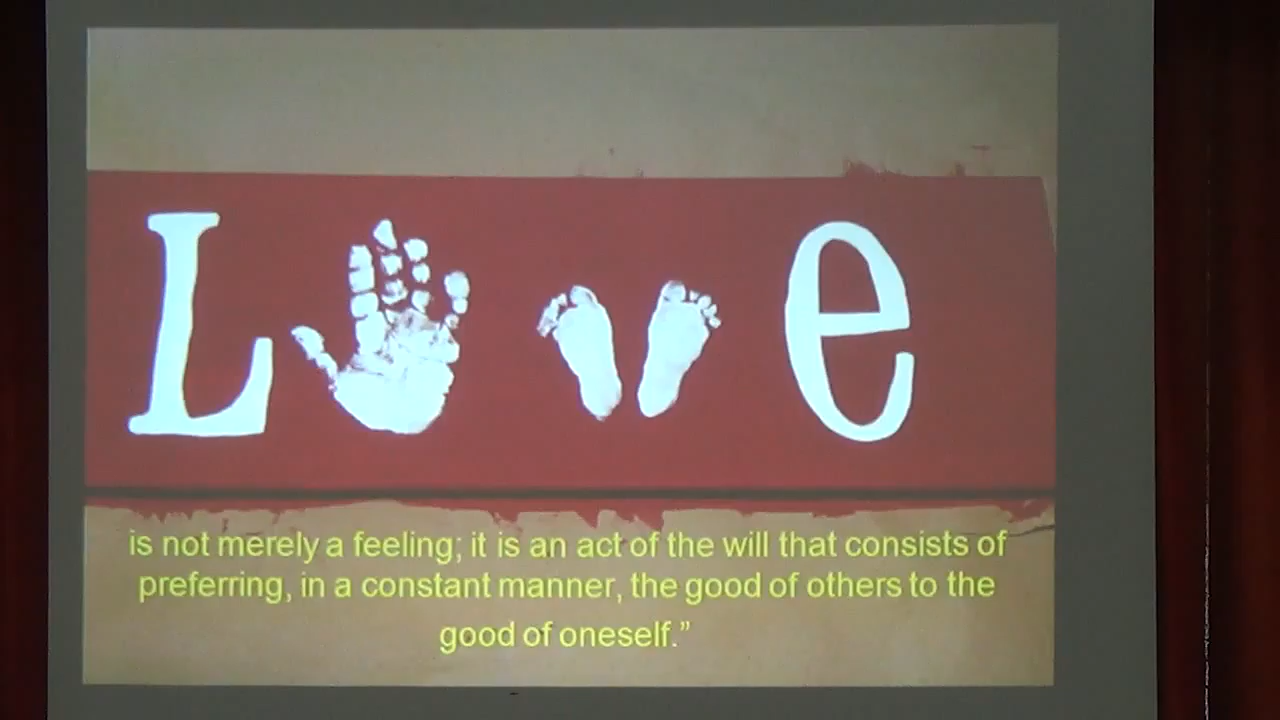 Love
is not merely a feeling; it is an act of the will that consists of
preferring, in a constant manner, the good of others to the
good of oneself.”